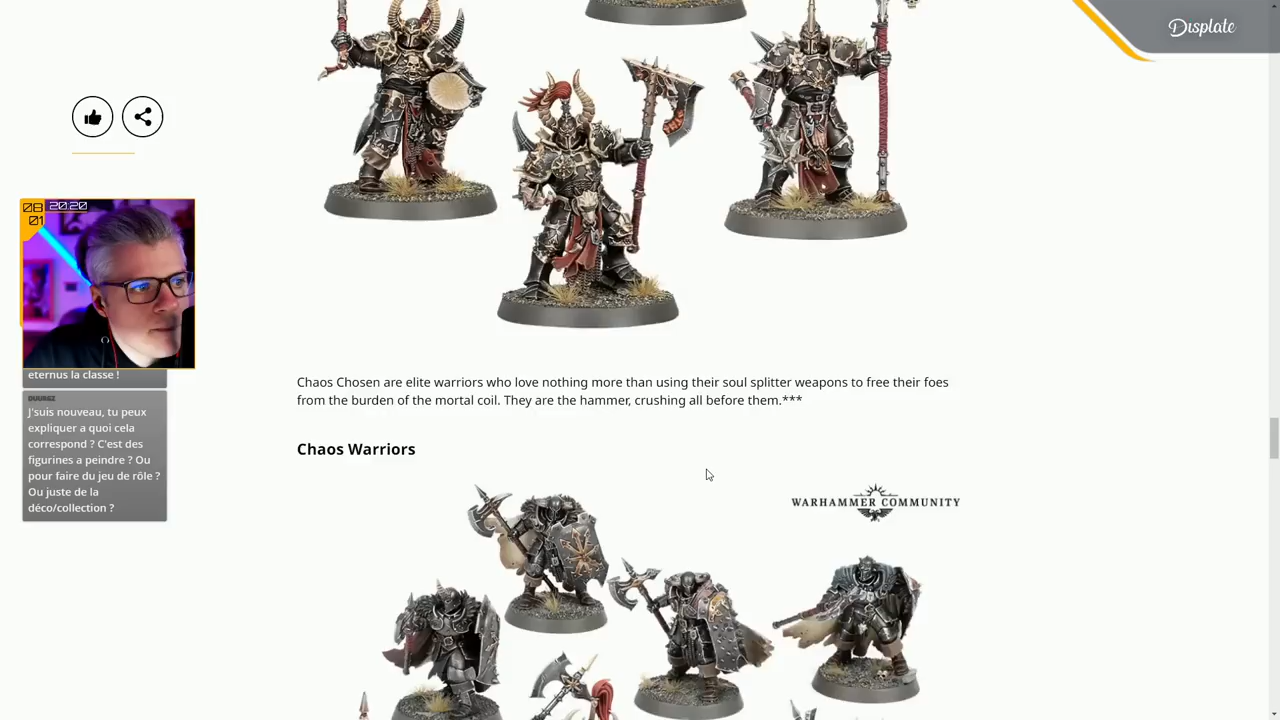 Displate
08
01
20:20
eternus la classe !
J'suis nouveau, tu peux
expliquer a quoi cela
correspond ? C'est des
figurines a peindre ? Ou
pour faire du jeu de rôle ?
Ou juste de la
déco/collection ?
Chaos Chosen are elite warriors who love nothing more than using their soul splitter weapons to free their foes
from the burden of the mortal coil. They are the hammer, crushing all before them.***
Chaos Warriors
WARHAMMER COMMUNITY